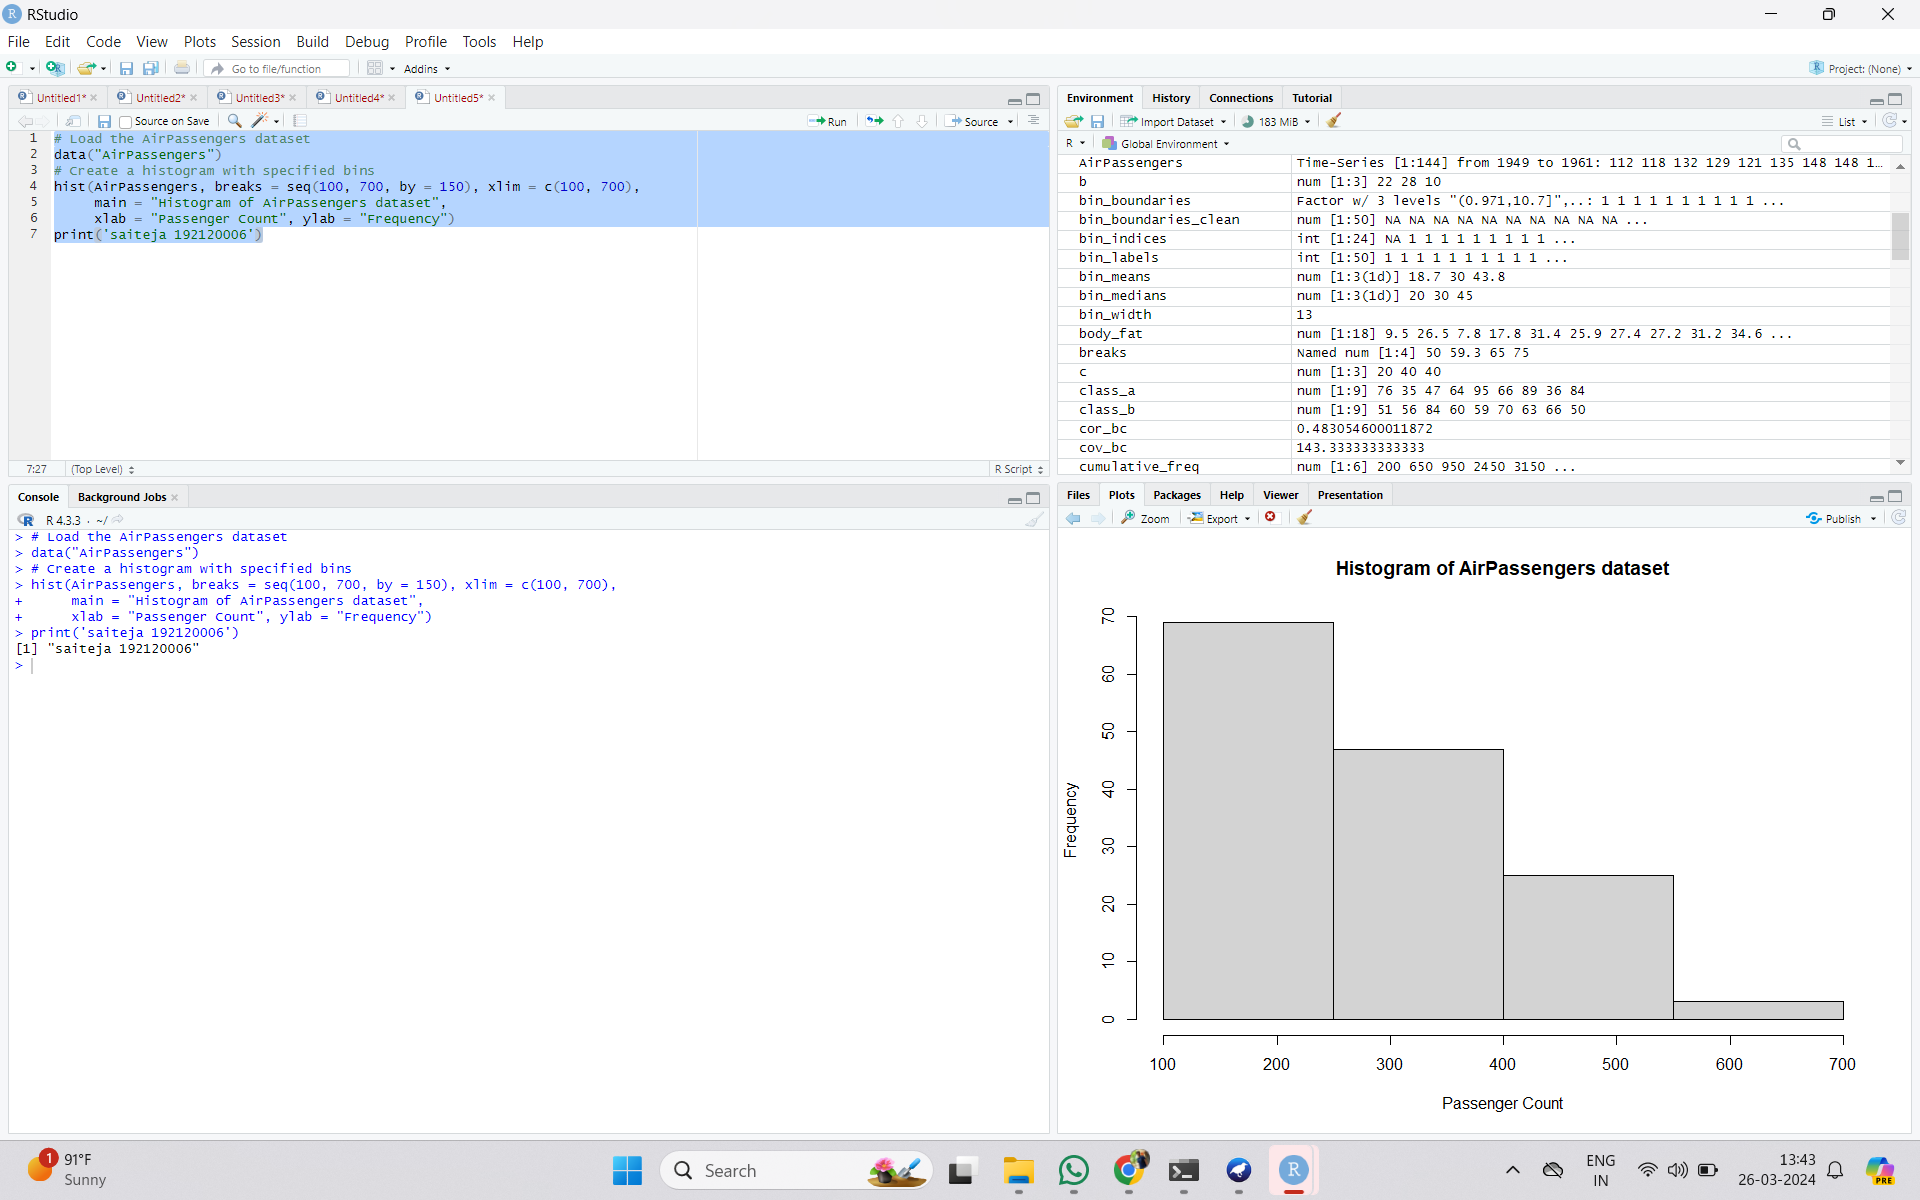 RStudio
File Edit Code View Plots Session Build Debug Profile Tools Help
Go to file/function Addins Project: (None)
Untitled1* Untitled2* Untitled3* Untitled4* Untitled5*
Source on Save Run Source
1 # Load the AirPassengers dataset
2 data("AirPassengers")
3 # Create a histogram with specified bins
4 hist(AirPassengers, breaks = seq(100, 700, by = 150), xlim = c(100, 700),
5 main = "Histogram of AirPassengers dataset",
6 xlab = "Passenger Count", ylab = "Frequency")
7 print('saiteja 192120006')
7:27 (Top Level) R Script
Console Background Jobs
R 4.3.3 · ~/
> # Load the AirPassengers dataset
> data("AirPassengers")
> # Create a histogram with specified bins
> hist(AirPassengers, breaks = seq(100, 700, by = 150), xlim = c(100, 700),
+ main = "Histogram of AirPassengers dataset",
+ xlab = "Passenger Count", ylab = "Frequency")
> print('saiteja 192120006')
[1] "saiteja 192120006"
>
Environment History Connections Tutorial
Import Dataset 183 MiB List
R Global Environment
AirPassengers Time-Series [1:144] from 1949 to 1961: 112 118 132 129 121 135 148 148 1...
b num [1:3] 22 28 10
bin_boundaries Factor w/ 3 levels "(0.971,10.7]",..: 1 1 1 1 1 1 1 1 1 1 ...
bin_boundaries_clean num [1:50] NA NA NA NA NA NA NA NA NA NA ...
bin_indices int [1:24] NA 1 1 1 1 1 1 1 1 1 ...
bin_labels int [1:50] 1 1 1 1 1 1 1 1 1 1 ...
bin_means num [1:3(1d)] 18.7 30 43.8
bin_medians num [1:3(1d)] 20 30 45
bin_width 13
body_fat num [1:18] 9.5 26.5 7.8 17.8 31.4 25.9 27.4 27.2 31.2 34.6 ...
breaks Named num [1:4] 50 59.3 65 75
c num [1:3] 20 40 40
class_a num [1:9] 76 35 47 64 95 66 89 36 84
class_b num [1:9] 51 56 84 60 59 70 63 66 50
cor_bc 0.483054600011872
cov_bc 143.333333333333
cumulative_freq num [1:6] 200 650 950 2450 3150 ...
Files Plots Packages Help Viewer Presentation
Zoom Export Publish
Histogram of AirPassengers dataset
Frequency
70
60
50
40
30
20
10
0
100 200 300 400 500 600 700
Passenger Count
1
91°F
Sunny
Search
ENG
IN
13:43
26-03-2024
PRE